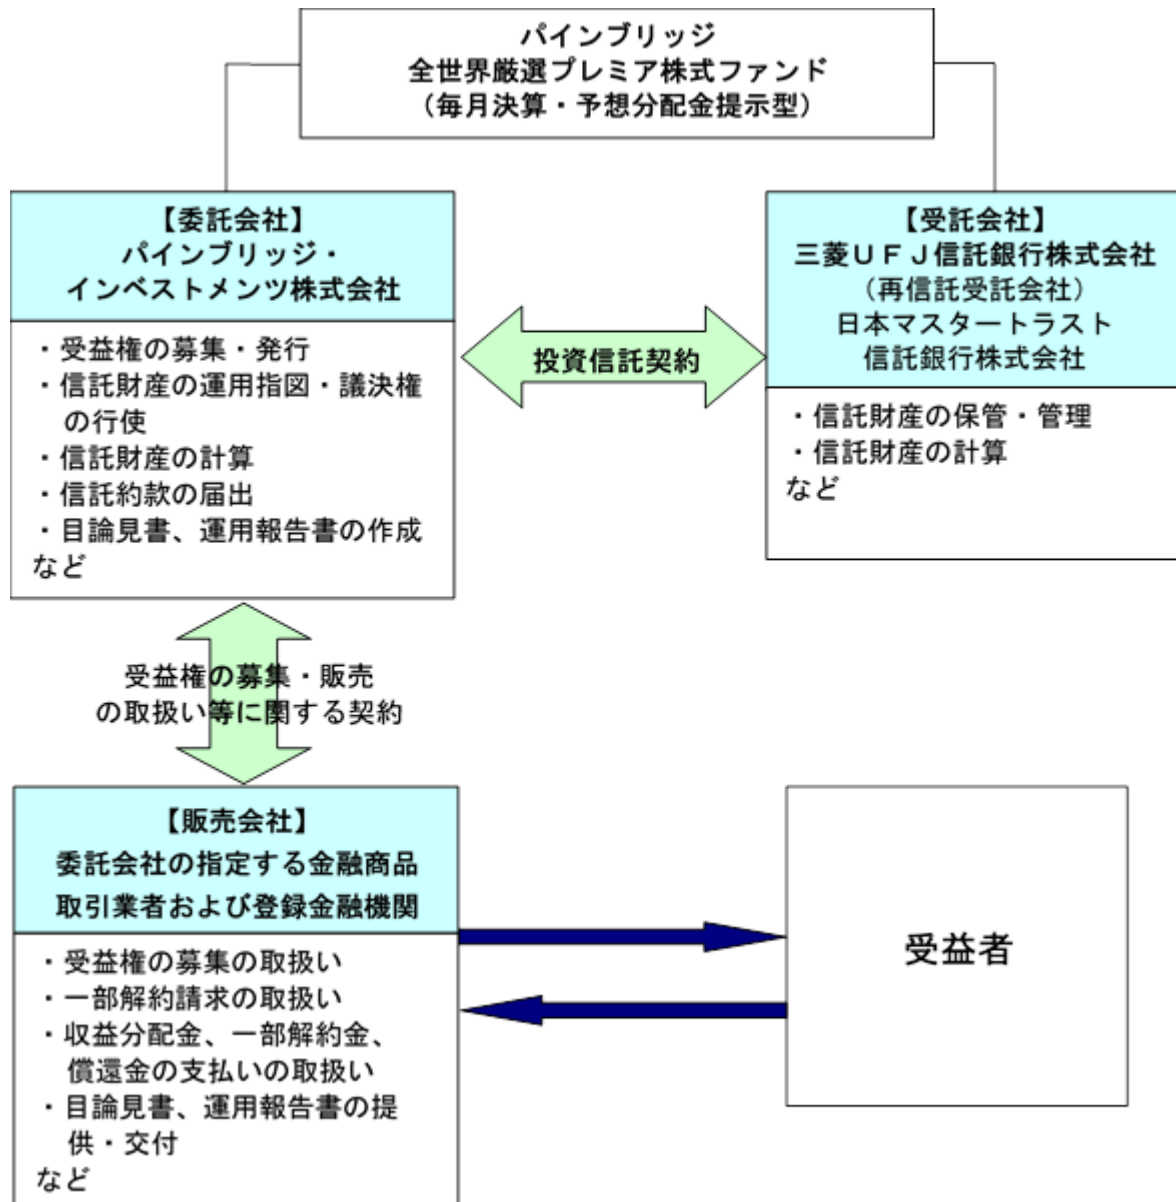 パインブリッジ
全世界厳選プレミア株式ファンド
（毎月決算・予想分配金提示型）
【委託会社】
パインブリッジ・
インベストメンツ株式会社
・受益権の募集・発行
・信託財産の運用指図・議決権
の行使
・信託財産の計算
・信託約款の届出
・目論見書、運用報告書の作成
など
投資信託契約
【受託会社】
三菱ＵＦＪ信託銀行株式会社
（再信託受託会社）
日本マスタートラスト
信託銀行株式会社
・信託財産の保管・管理
・信託財産の計算
など
受益権の募集・販売
の取扱い等に関する契約
【販売会社】
委託会社の指定する金融商品
取引業者および登録金融機関
・受益権の募集の取扱い
・一部解約請求の取扱い
・収益分配金、一部解約金、
償還金の支払いの取扱い
・目論見書、運用報告書の提
供・交付
など
受益者